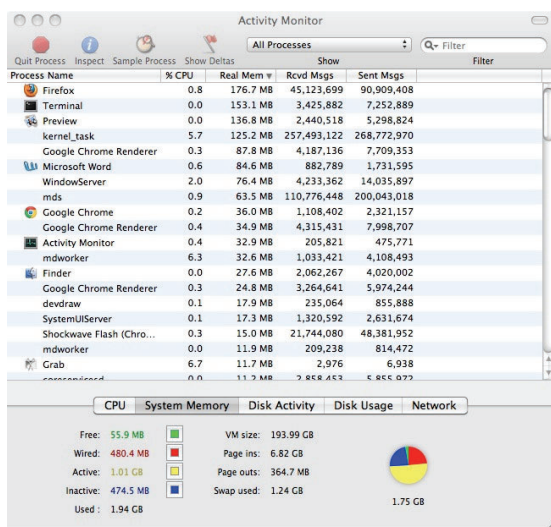 Activity Monitor
All Processes
Filter
Quit Process Inspect Sample Process Show Deltas Show Filter
Process Name % CPU Real Mem Rcvd Msgs Sent Msgs
Firefox 0.8 176.7 MB 45,123,699 90,909,408
Terminal 0.0 153.1 MB 3,425,882 7,252,889
Preview 0.0 136.8 MB 2,440,518 5,298,824
kernel_task 5.7 125.2 MB 257,493,122 268,772,970
Google Chrome Renderer 0.3 87.8 MB 4,187,136 7,709,353
Microsoft Word 0.6 84.6 MB 882,789 1,731,595
WindowServer 2.0 76.4 MB 4,233,362 14,035,897
mds 0.9 63.5 MB 110,776,448 200,043,018
Google Chrome 0.2 36.0 MB 1,108,402 2,321,157
Google Chrome Renderer 0.4 34.9 MB 4,315,431 7,998,707
Activity Monitor 0.4 32.9 MB 205,821 475,771
mdworker 6.3 32.6 MB 1,033,421 4,108,493
Finder 0.0 27.6 MB 2,062,267 4,020,002
Google Chrome Renderer 0.3 24.8 MB 3,264,641 5,974,244
devdraw 0.1 17.9 MB 235,064 855,888
SystemUIServer 0.1 17.3 MB 1,320,592 2,631,674
Shockwave Flash (Chro... 0.3 15.0 MB 21,744,080 48,381,952
mdworker 0.0 11.9 MB 209,238 814,472
Grab 6.7 11.7 MB 2,976 6,938
coreservicesd 0.0 11.2 MB 2,858,453 5,855,972
CPU System Memory Disk Activity Disk Usage Network
Free: 55.9 MB VM size: 193.99 GB
Wired: 480.4 MB Page ins: 6.82 GB
Active: 1.01 GB Page outs: 364.7 MB
Inactive: 474.5 MB Swap used: 1.24 GB
Used: 1.94 GB
1.75 GB